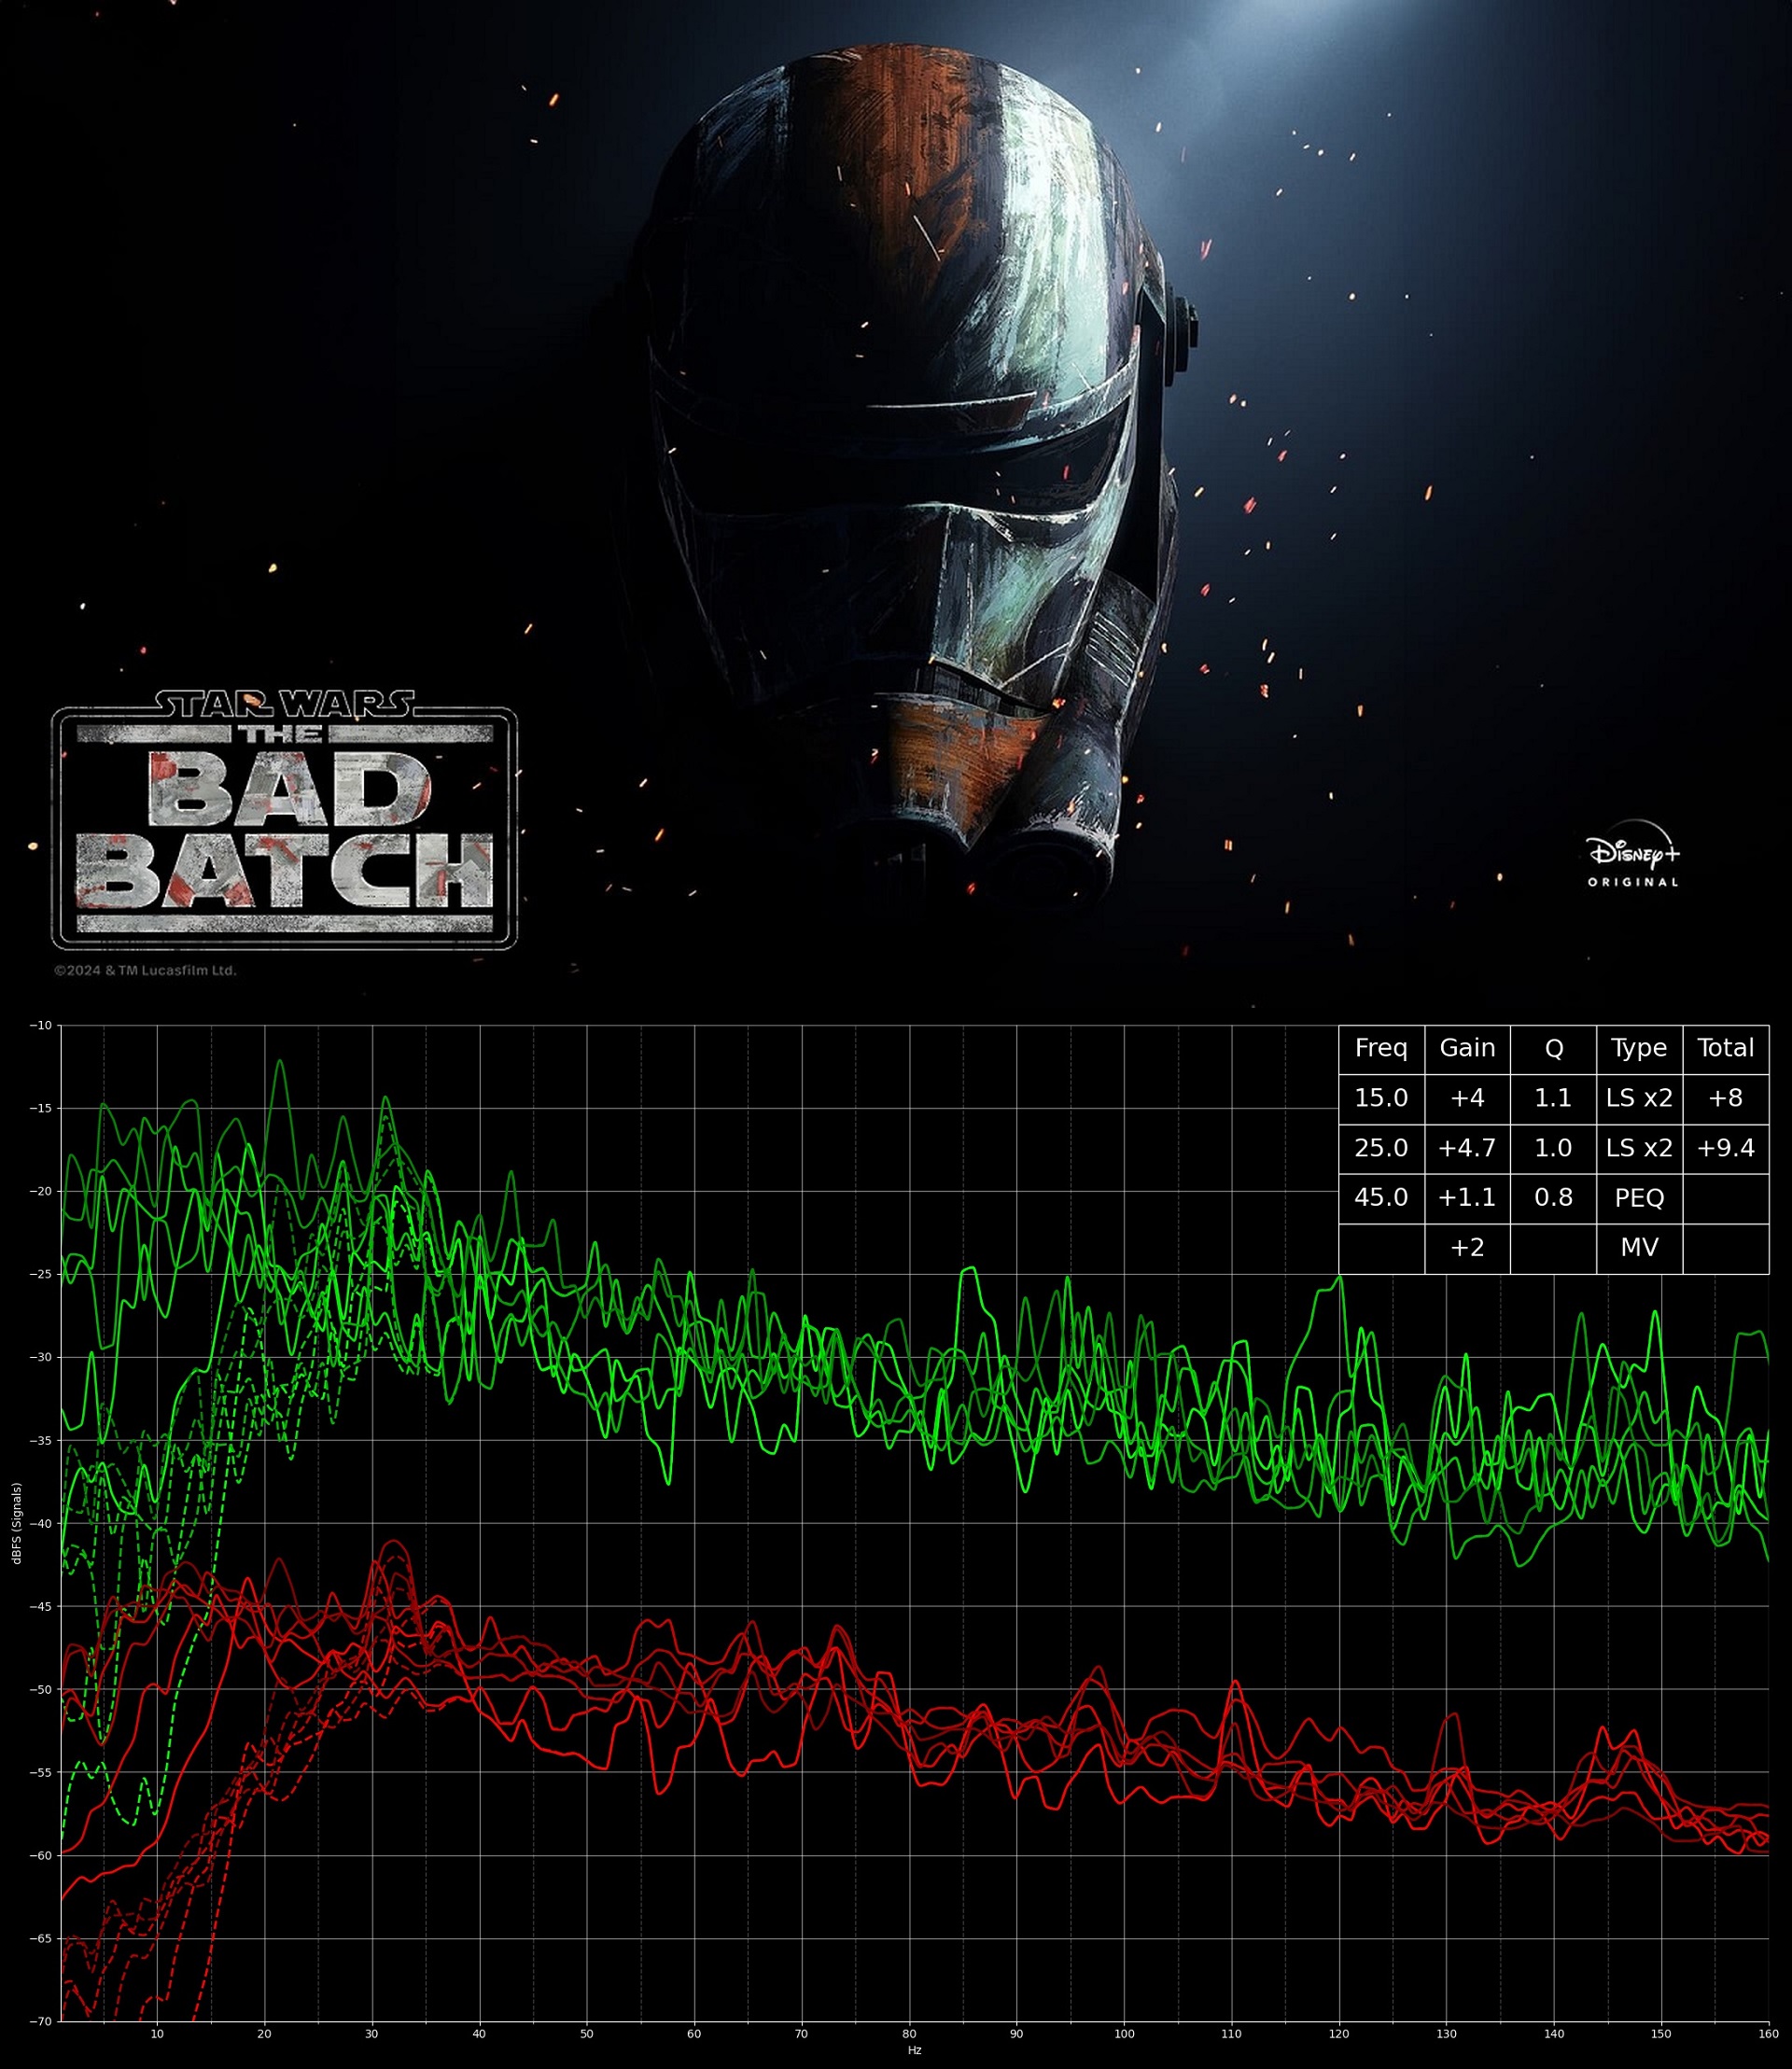 STAR WARS
THE
BAD
BATCH
©2024 & TM Lucasfilm Ltd.
Disney+
ORIGINAL
Freq Gain Q Type Total
15.0 +4 1.1 LS x2 +8
25.0 +4.7 1.0 LS x2 +9.4
45.0 +1.1 0.8 PEQ
+2 MV
dBFS (Signals)
−10
−15
−20
−25
−30
−35
−40
−45
−50
−55
−60
−65
−70
10 20 30 40 50 60 70 80 90 100 110 120 130 140 150 160
Hz